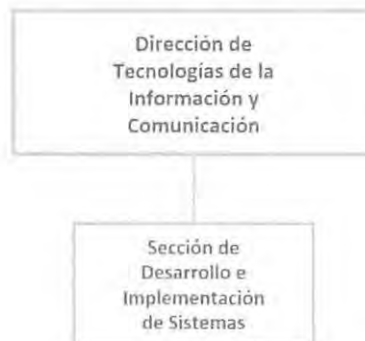 Dirección de
Tecnologías de la
Información y
Comunicación
Sección de
Desarrollo e
Implementación
de Sistemas